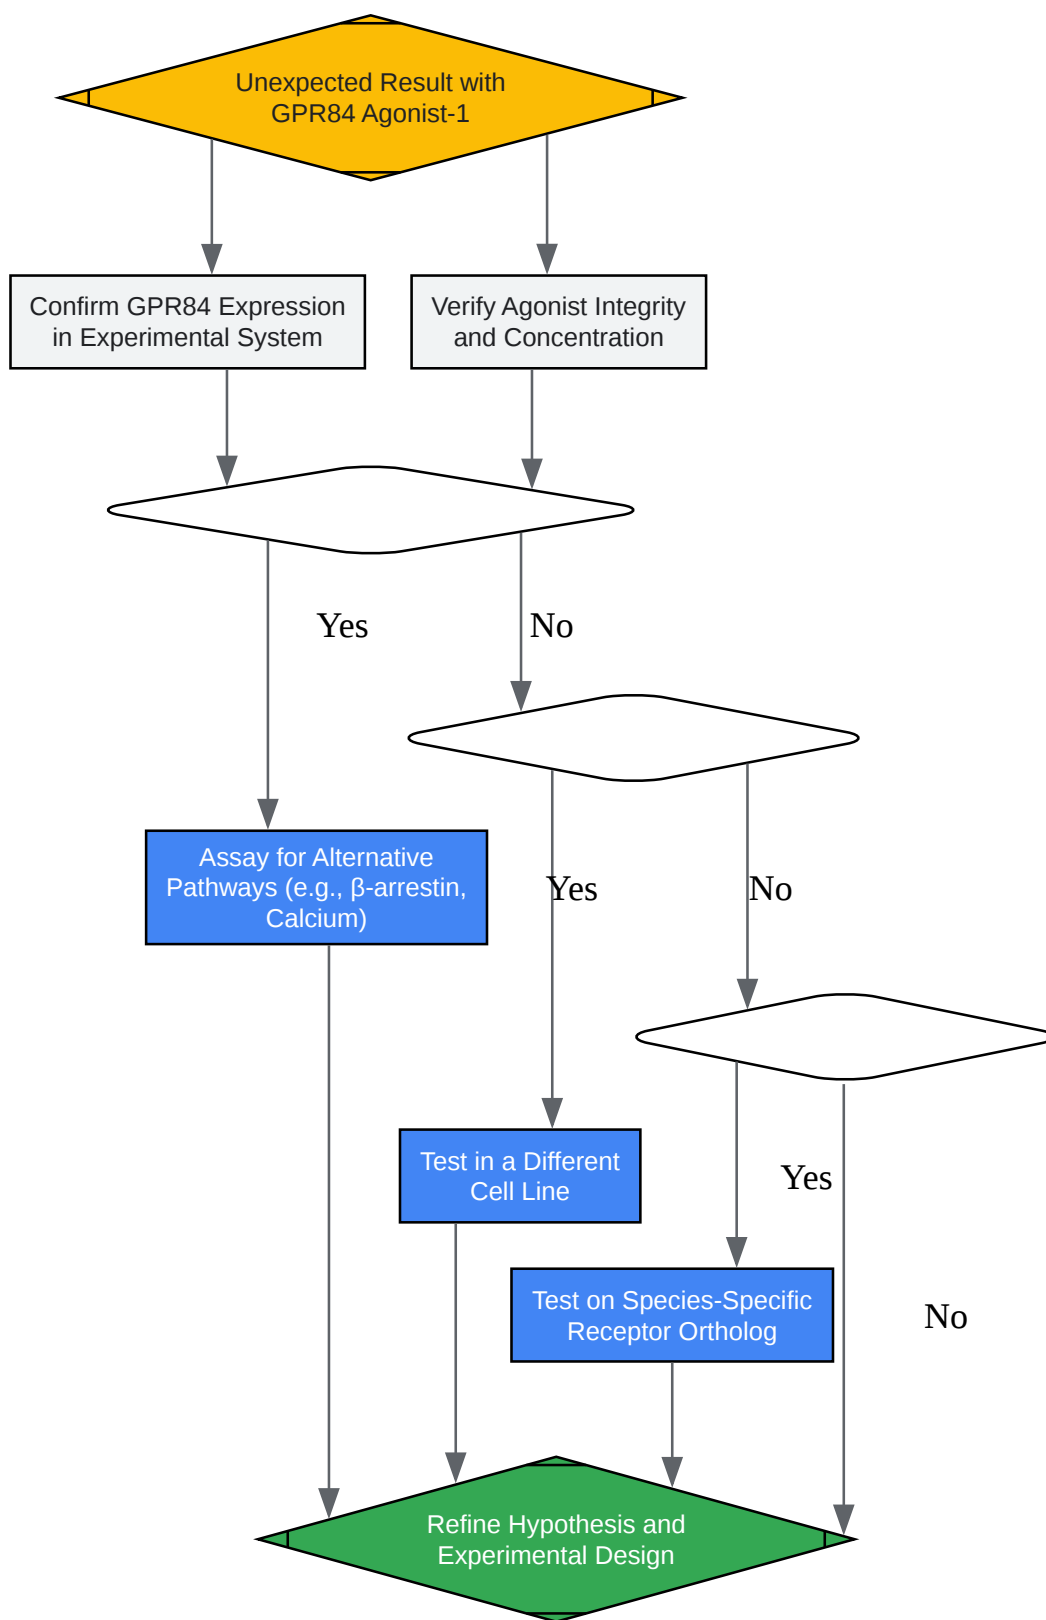 Unexpected Result with
GPR84 Agonist-1
Confirm GPR84 Expression
in Experimental System
Verify Agonist Integrity
and Concentration
Yes
No
Assay for Alternative
Pathways (e.g., β-arrestin,
Calcium)
Yes
No
Test in a Different
Cell Line
Yes
Test on Species-Specific
Receptor Ortholog
No
Refine Hypothesis and
Experimental Design